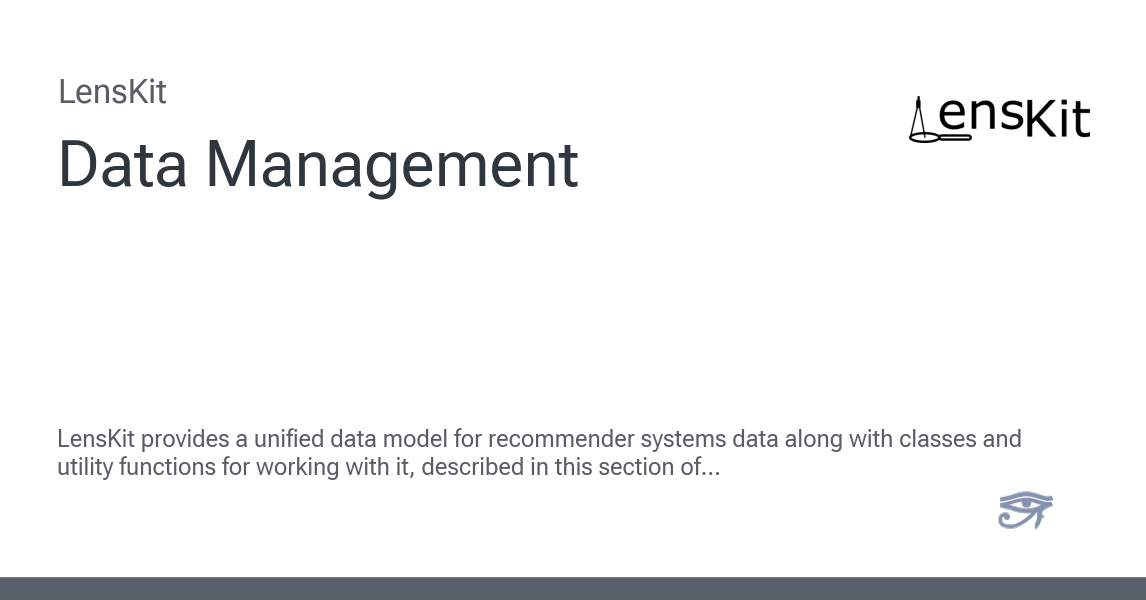 LensKit
LensKit
Data Management
LensKit provides a unified data model for recommender systems data along with classes and
utility functions for working with it, described in this section of...